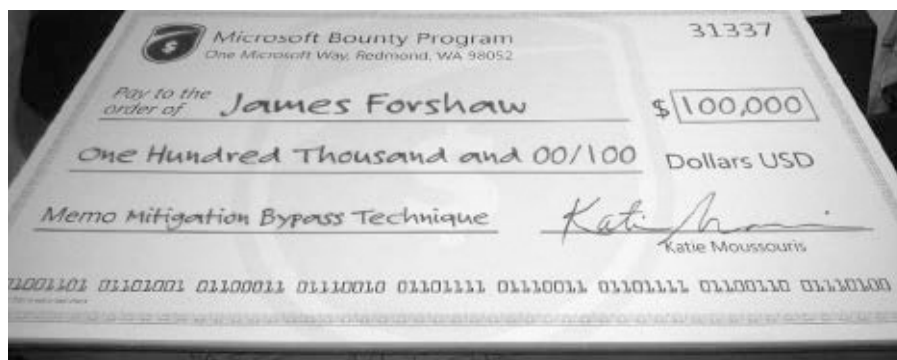 Microsoft Bounty Program
31337
One Microsoft Way, Redmond, WA 98052
Pay to the
order of James Forshaw
$ 100,000
One Hundred Thousand and 00/100 Dollars USD
Memo Mitigation Bypass Technique
Katie Moussouris
01101001 01100011 01110010 01101111 01110011 01101111 01100110 01110100